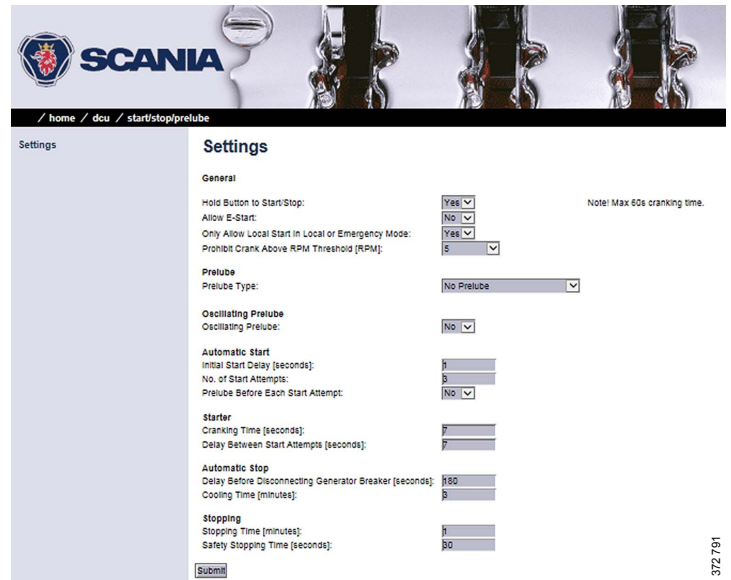 SCANIA
/ home / dcu / start/stop/prelube
Settings
Settings
General
Hold Button to Start/Stop: Yes Note! Max 60s cranking time.
Allow E-Start: No
Only Allow Local Start in Local or Emergency Mode: Yes
Prohibit Crank Above RPM Threshold [RPM]: 5
Prelube
Prelube Type: No Prelube
Oscillating Prelube
Oscillating Prelube: No
Automatic Start
Initial Start Delay [seconds]: 1
No. of Start Attempts: 3
Prelube Before Each Start Attempt: No
Starter
Cranking Time [seconds]: 7
Delay Between Start Attempts [seconds]: 7
Automatic Stop
Delay Before Disconnecting Generator Breaker [seconds]: 180
Cooling Time [minutes]: 3
Stopping
Stopping Time [minutes]: 1
Safety Stopping Time [seconds]: 30
Submit
372 791